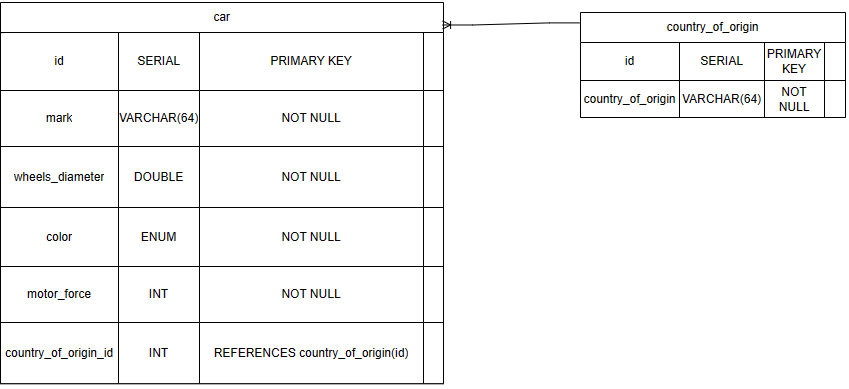 car
id SERIAL PRIMARY KEY
mark VARCHAR(64) NOT NULL
wheels_diameter DOUBLE NOT NULL
color ENUM NOT NULL
motor_force INT NOT NULL
country_of_origin_id INT REFERENCES country_of_origin(id)
country_of_origin
id SERIAL PRIMARY
KEY
country_of_origin VARCHAR(64) NOT
NULL